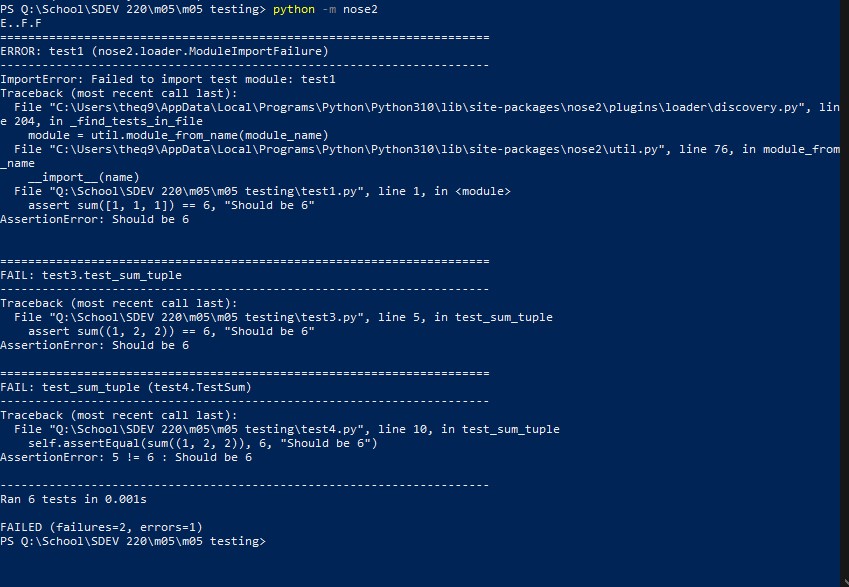 PS Q:\School\SDEV 220\m05\m05 testing> python -m nose2
E..F.F
======================================================================
ERROR: test1 (nose2.loader.ModuleImportFailure)
----------------------------------------------------------------------
ImportError: Failed to import test module: test1
Traceback (most recent call last):
  File "C:\Users\theq9\AppData\Local\Programs\Python\Python310\lib\site-packages\nose2\plugins\loader\discovery.py", lin
e 204, in _find_tests_in_file
    module = util.module_from_name(module_name)
  File "C:\Users\theq9\AppData\Local\Programs\Python\Python310\lib\site-packages\nose2\util.py", line 76, in module_from
_name
    __import__(name)
  File "Q:\School\SDEV 220\m05\m05 testing\test1.py", line 1, in <module>
    assert sum([1, 1, 1]) == 6, "Should be 6"
AssertionError: Should be 6
======================================================================
FAIL: test3.test_sum_tuple
----------------------------------------------------------------------
Traceback (most recent call last):
  File "Q:\School\SDEV 220\m05\m05 testing\test3.py", line 5, in test_sum_tuple
    assert sum((1, 2, 2)) == 6, "Should be 6"
AssertionError: Should be 6
======================================================================
FAIL: test_sum_tuple (test4.TestSum)
----------------------------------------------------------------------
Traceback (most recent call last):
  File "Q:\School\SDEV 220\m05\m05 testing\test4.py", line 10, in test_sum_tuple
    self.assertEqual(sum((1, 2, 2)), 6, "Should be 6")
AssertionError: 5 != 6 : Should be 6
----------------------------------------------------------------------
Ran 6 tests in 0.001s
FAILED (failures=2, errors=1)
PS Q:\School\SDEV 220\m05\m05 testing>